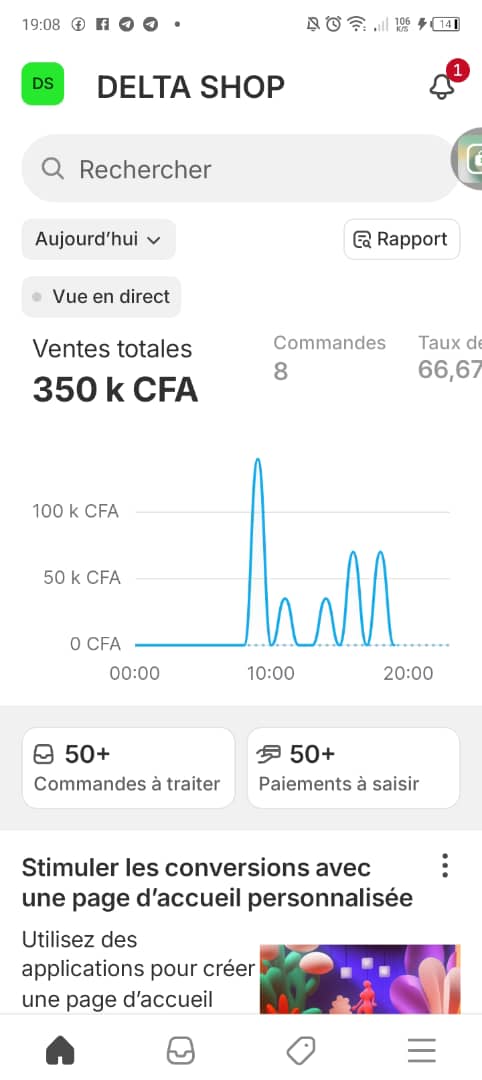 19:08
106 K/S
14
DS
DELTA SHOP
1
Rechercher
Aujourd’hui
Rapport
Vue en direct
Ventes totales
350 k CFA
Commandes
8
Taux de
66,67
100 k CFA
50 k CFA
0 CFA
00:00
10:00
20:00
50+
Commandes à traiter
50+
Paiements à saisir
Stimuler les conversions avec
une page d’accueil personnalisée
Utilisez des
applications pour créer
une page d’accueil